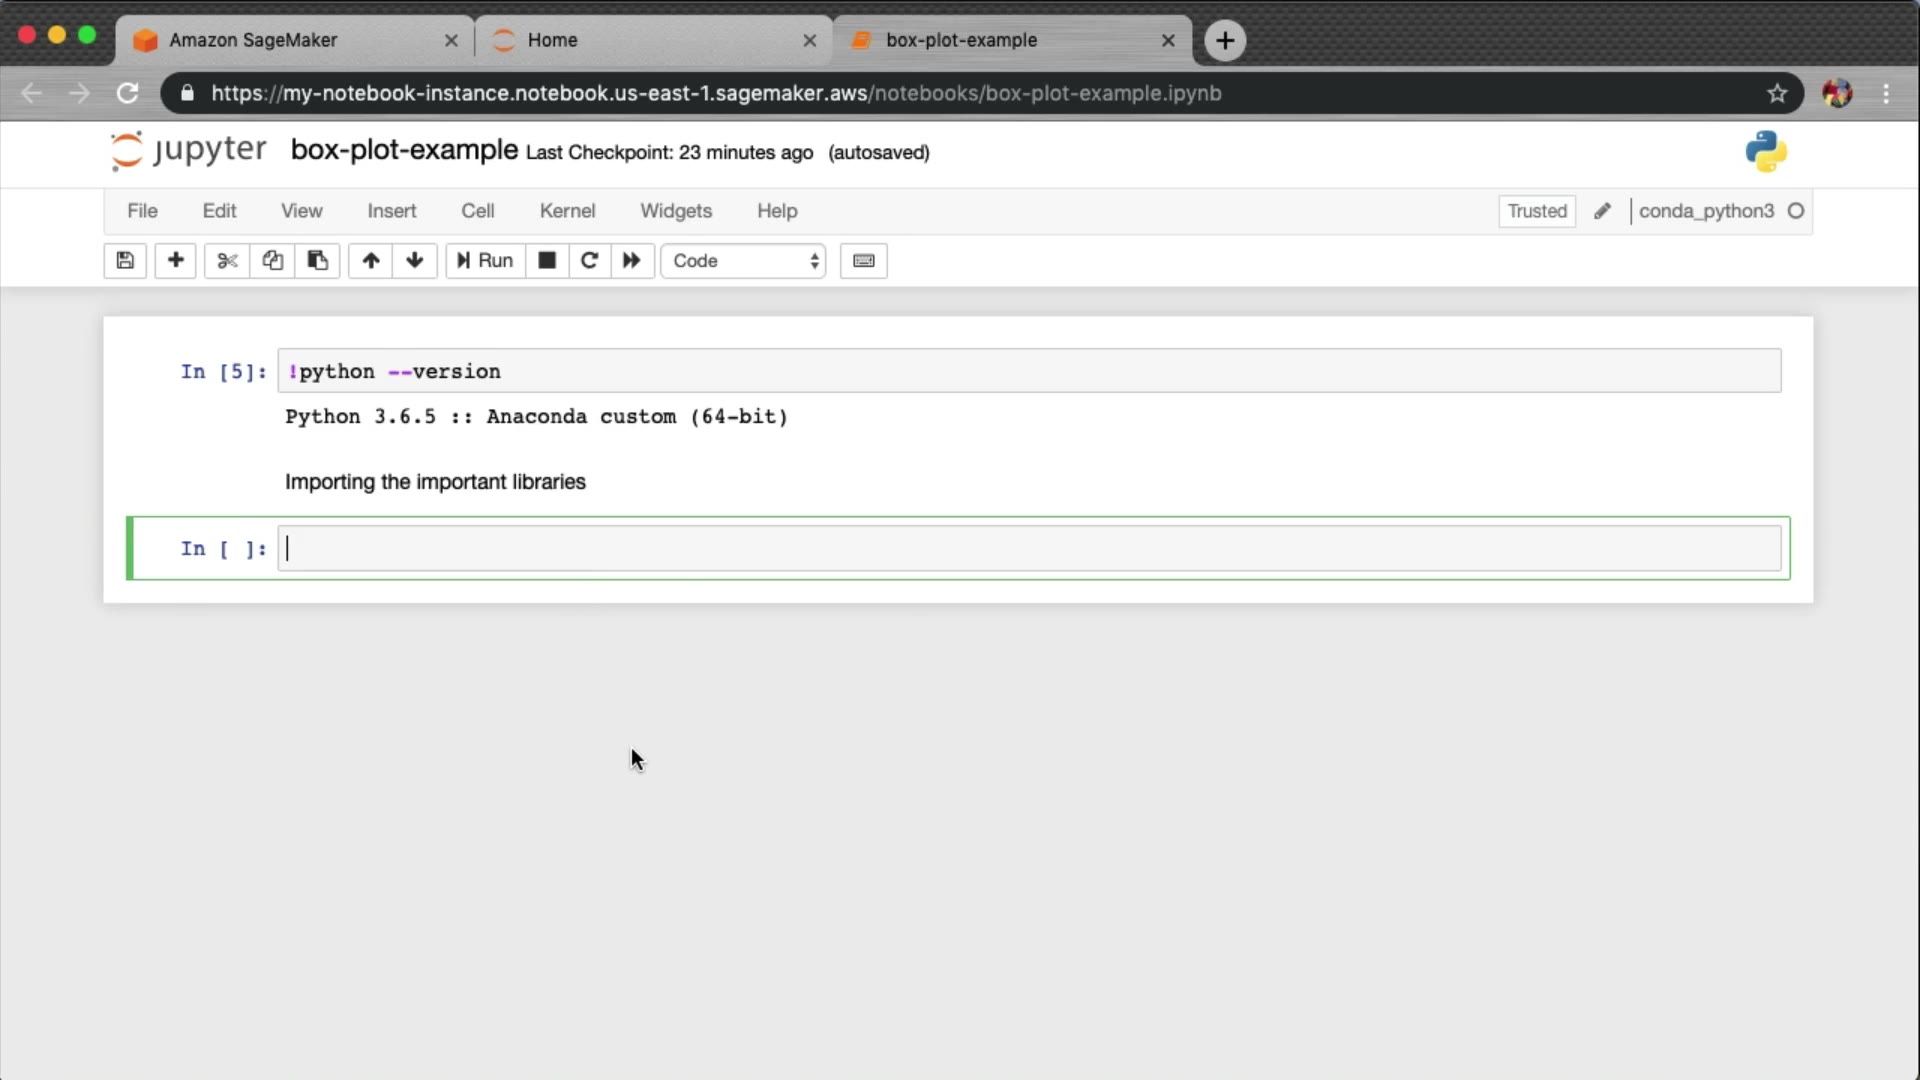 Amazon SageMaker
Home
box-plot-example
https://my-notebook-instance.notebook.us-east-1.sagemaker.aws/notebooks/box-plot-example.ipynb
jupyter box-plot-example Last Checkpoint: 23 minutes ago (autosaved)
File Edit View Insert Cell Kernel Widgets Help Trusted conda_python3
Run Code
In [5]: !python --version
Python 3.6.5 :: Anaconda custom (64-bit)
Importing the important libraries
In [ ]: